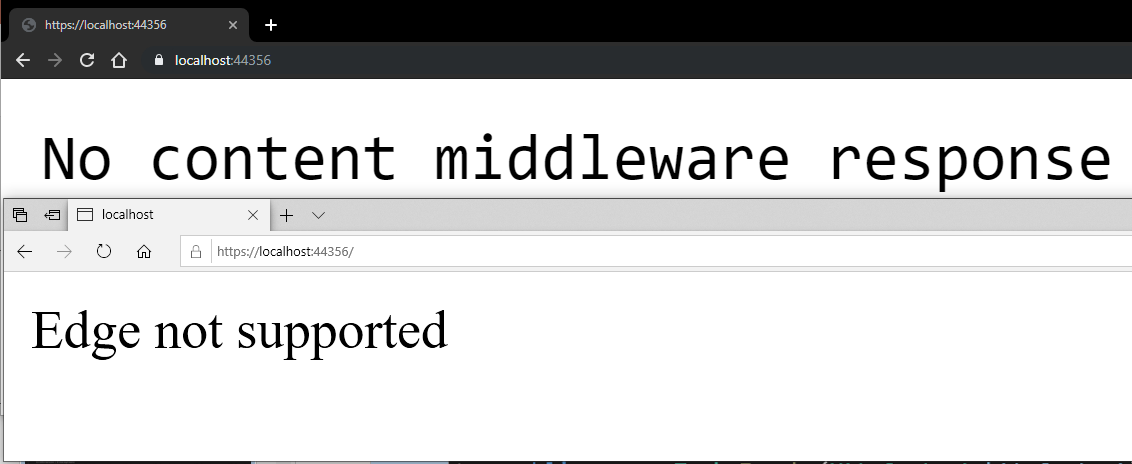 https://localhost:44356
localhost:44356
No content middleware response
localhost
https://localhost:44356/
Edge not supported